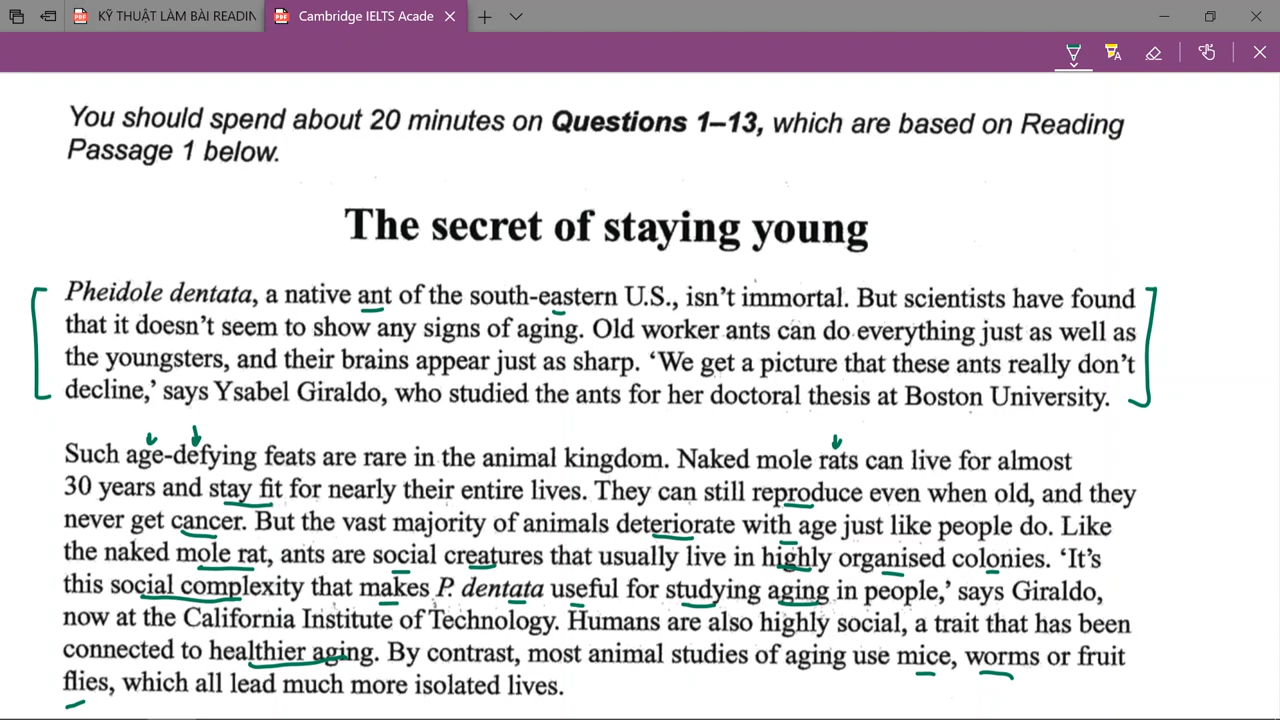 KỸ THUẬT LÀM BÀI READIN
Cambridge IELTS Acade
You should spend about 20 minutes on Questions 1–13, which are based on Reading
Passage 1 below.
The secret of staying young
Pheidole dentata, a native ant of the south-eastern U.S., isn't immortal. But scientists have found
that it doesn't seem to show any signs of aging. Old worker ants can do everything just as well as
the youngsters, and their brains appear just as sharp. 'We get a picture that these ants really don't
decline,' says Ysabel Giraldo, who studied the ants for her doctoral thesis at Boston University.
Such age-defying feats are rare in the animal kingdom. Naked mole rats can live for almost
30 years and stay fit for nearly their entire lives. They can still reproduce even when old, and they
never get cancer. But the vast majority of animals deteriorate with age just like people do. Like
the naked mole rat, ants are social creatures that usually live in highly organised colonies. 'It's
this social complexity that makes P. dentata useful for studying aging in people,' says Giraldo,
now at the California Institute of Technology. Humans are also highly social, a trait that has been
connected to healthier aging. By contrast, most animal studies of aging use mice, worms or fruit
flies, which all lead much more isolated lives.